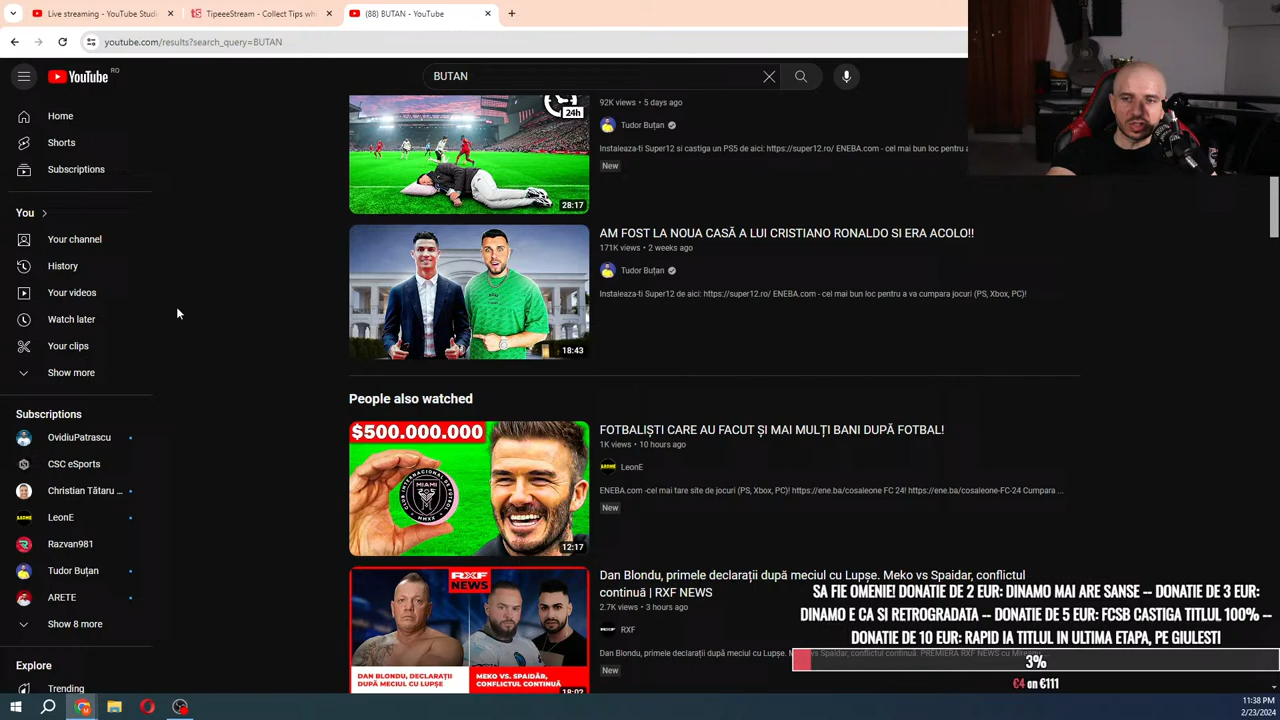 Live streaming - YouTube Studi
TipeeeStream - Collect Tips whi
(88) BUTAN - YouTube
youtube.com/results?search_query=BUTAN
YouTube
RO
BUTAN
Home
Shorts
Subscriptions
You
Your channel
History
Your videos
Watch later
Your clips
Show more
Subscriptions
OvidiuPatrascu
CSC eSports
Christian Tătaru ...
LeonE
Razvan981
Tudor Buțan
ARETE
Show 8 more
Explore
Trending
24h
28:17
92K views • 5 days ago
Tudor Buțan
Instaleaza-ti Super12 si castiga un PS5 de aici: https://super12.ro/ ENEBA.com - cel mai bun loc pentru a
New
18:43
AM FOST LA NOUA CASĂ A LUI CRISTIANO RONALDO SI ERA ACOLO!!
171K views • 2 weeks ago
Tudor Buțan
Instaleaza-ti Super12 de aici: https://super12.ro/ ENEBA.com - cel mai bun loc pentru a va cumpara jocuri (PS, Xbox, PC)!
People also watched
$500.000.000
MIAMI
12:17
FOTBALIȘTI CARE AU FACUT ȘI MAI MULȚI BANI DUPĂ FOTBAL!
1K views • 10 hours ago
LeonE
ENEBA.com -cel mai tare site de jocuri (PS, Xbox, PC)! https://ene.ba/cosaleone FC 24! https://ene.ba/cosaleone-FC-24 Cumpara ...
New
RXF
NEWS
DAN BLONDU, DECLARAȚII
DUPĂ MECIUL CU LUPȘE
MEKO VS. SPAIDĂR,
CONFLICTUL CONTINUĂ
18:02
Dan Blondu, primele declarații după meciul cu Lupșe. Meko vs Spaidar, conflictul
continuă | RXF NEWS
2.7K views • 3 hours ago
RXF
Dan Blondu, primele declarații după meciul cu Lupșe.
New
SA FIE OMENIE! DONATIE DE 2 EUR: DINAMO MAI ARE SANSE -- DONATIE DE 3 EUR:
DINAMO E CA SI RETROGRADATA -- DONATIE DE 5 EUR: FCSB CASTIGA TITLUL 100% --
DONATIE DE 10 EUR: RAPID IA TITLUL IN ULTIMA ETAPA, PE GIULESTI
3%
€4 on €111
11:38 PM
2/23/2024